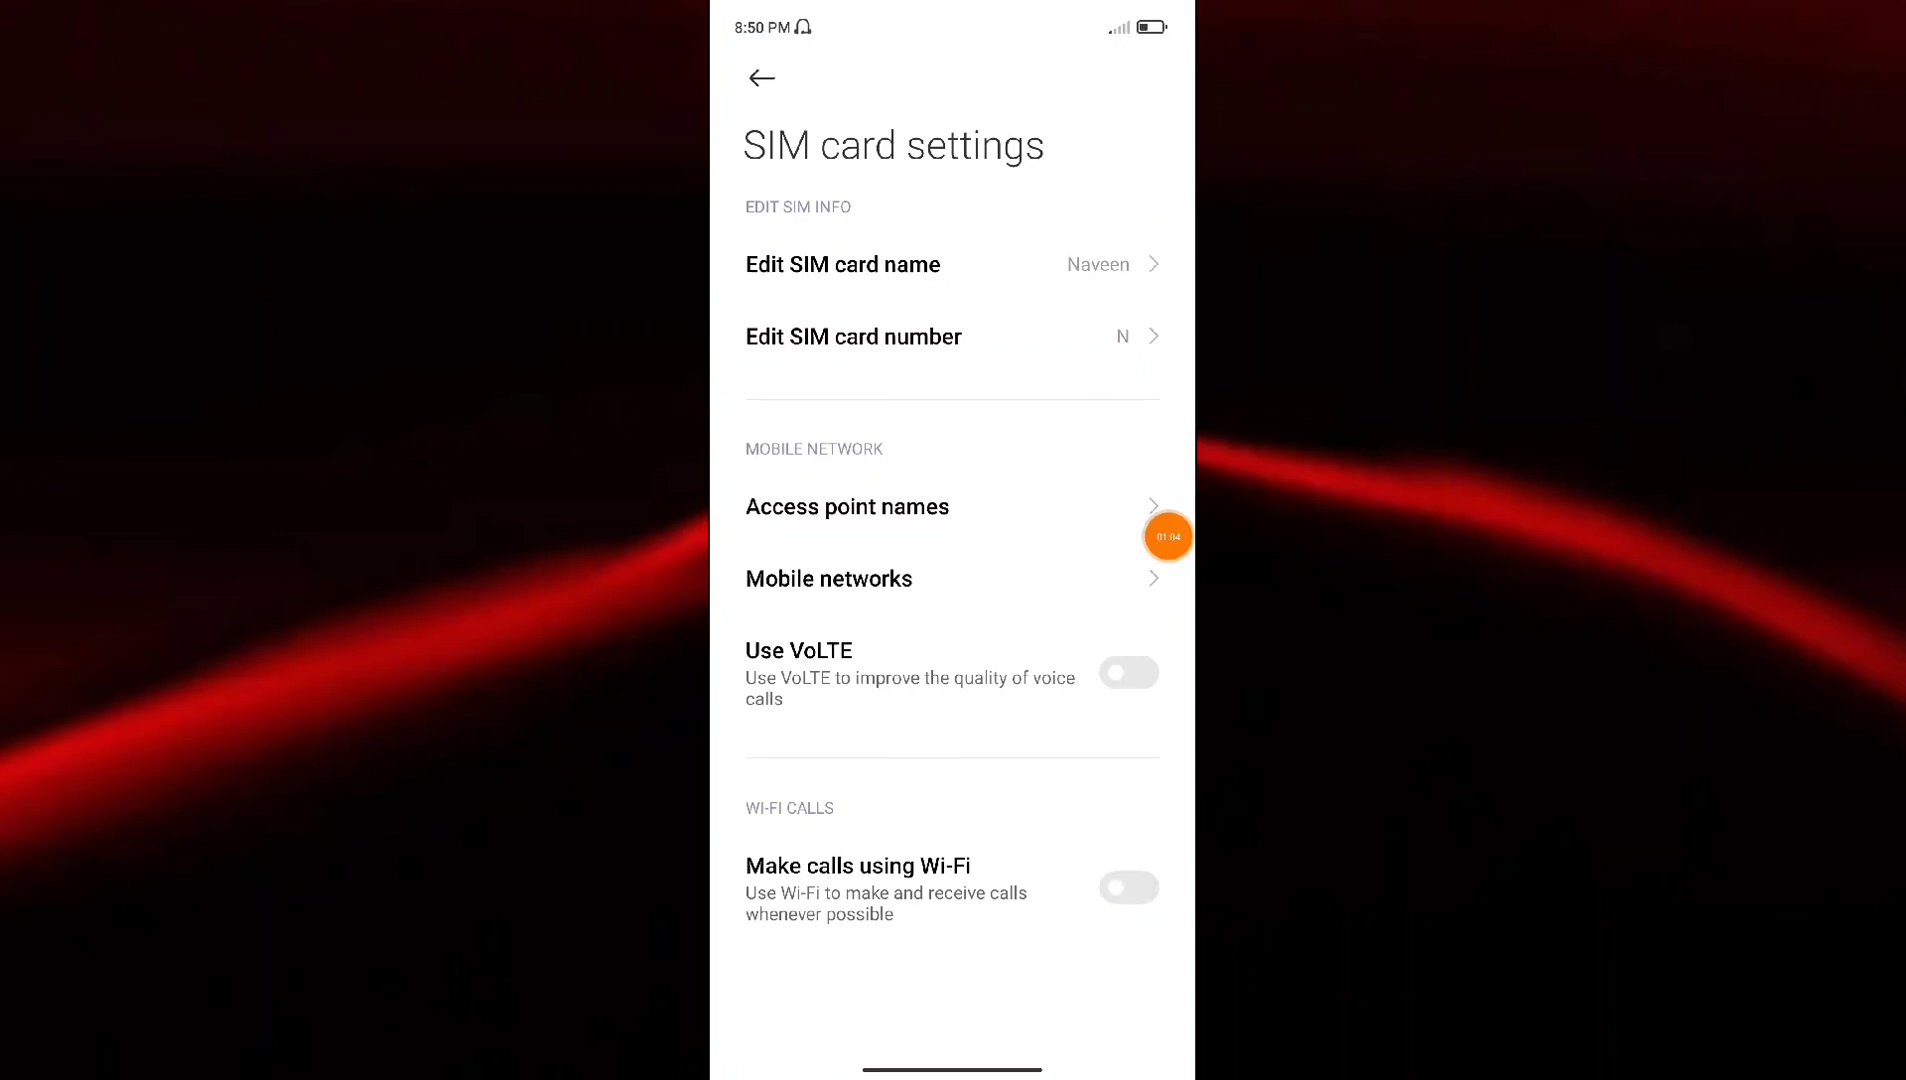 8:50 PM
SIM card settings
EDIT SIM INFO
Edit SIM card name
Naveen
Edit SIM card number
N
MOBILE NETWORK
Access point names
01:04
Mobile networks
Use VoLTE
Use VoLTE to improve the quality of voice
calls
WI-FI CALLS
Make calls using Wi-Fi
Use Wi-Fi to make and receive calls
whenever possible